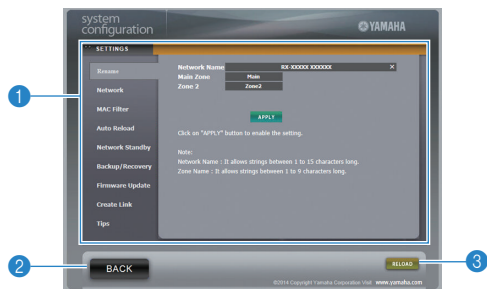 system
configuration
YAMAHA
SETTINGS
Rename
Network
MAC Filter
Auto Reload
Network Standby
Backup/Recovery
Firmware Update
Create Link
Tips
Network Name RX-XXXXX XXXXXX ×
Main Zone Main
Zone 2 Zone2
APPLY
Click on "APPLY" button to enable the setting.
Note:
Network Name : It allows strings between 1 to 15 characters long.
Zone Name : It allows strings between 1 to 9 characters long.
1
2
BACK
RELOAD
3
©2014 Copyright Yamaha Corporation Visit www.yamaha.com